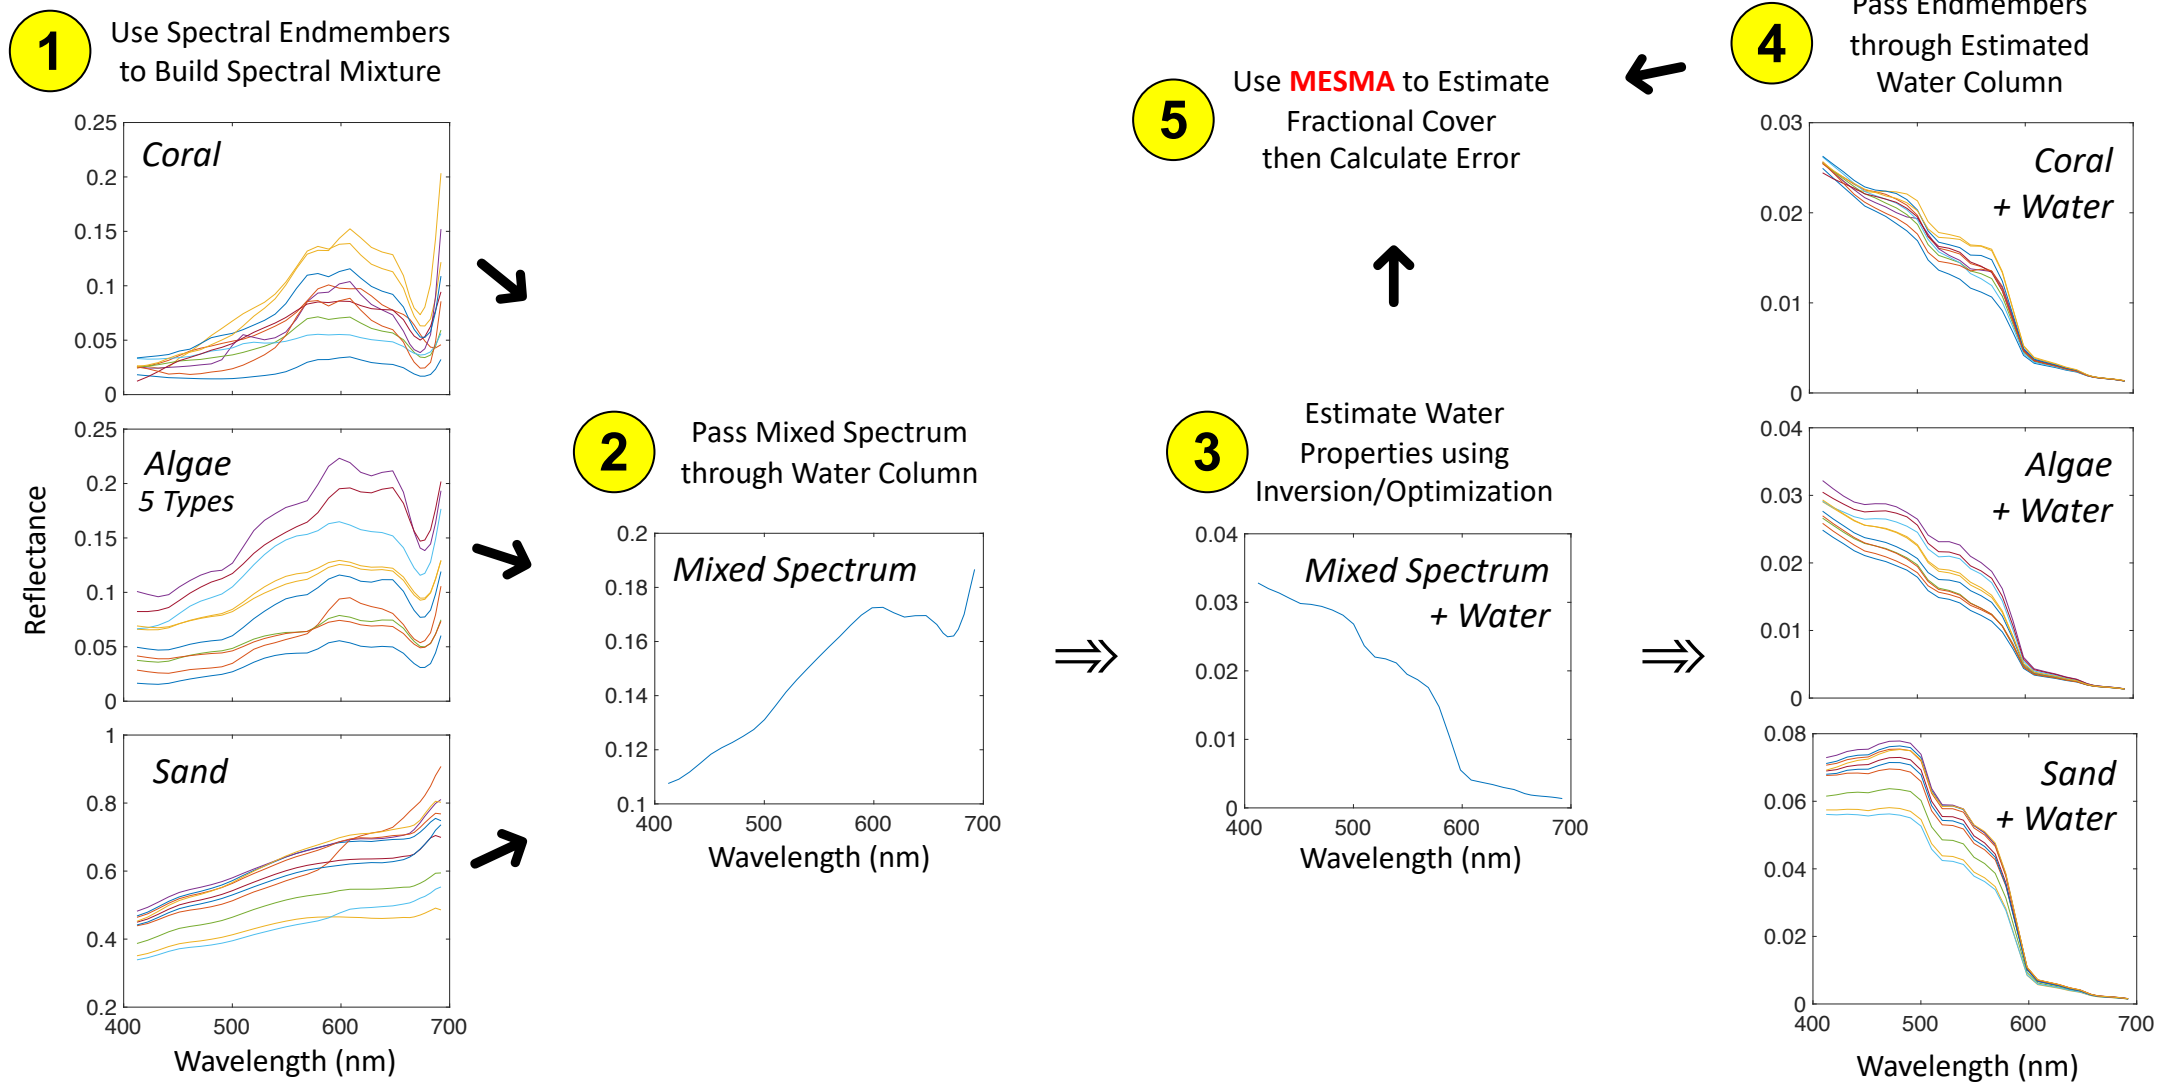 1
Use Spectral Endmembers
to Build Spectral Mixture
0.25
0.2
0.15
0.1
0.05
0
Coral
0.25
0.2
0.15
0.1
0.05
0
Algae
5 Types
Reflectance
1
0.8
0.6
0.4
0.2
Sand
400
500
600
700
Wavelength (nm)
2
Pass Mixed Spectrum
through Water Column
0.2
0.18
0.16
0.14
0.12
0.1
Mixed Spectrum
400
500
600
700
Wavelength (nm)
3
Estimate Water
Properties using
Inversion/Optimization
0.04
0.03
0.02
0.01
0
Mixed Spectrum
+ Water
400
500
600
700
Wavelength (nm)
4
Pass Endmembers
through Estimated
Water Column
0.03
0.02
0.01
0
Coral
+ Water
0.04
0.03
0.02
0.01
0
Algae
+ Water
0.08
0.06
0.04
0.02
0
Sand
+ Water
400
500
600
700
Wavelength (nm)
5
Use MESMA to Estimate
Fractional Cover
then Calculate Error